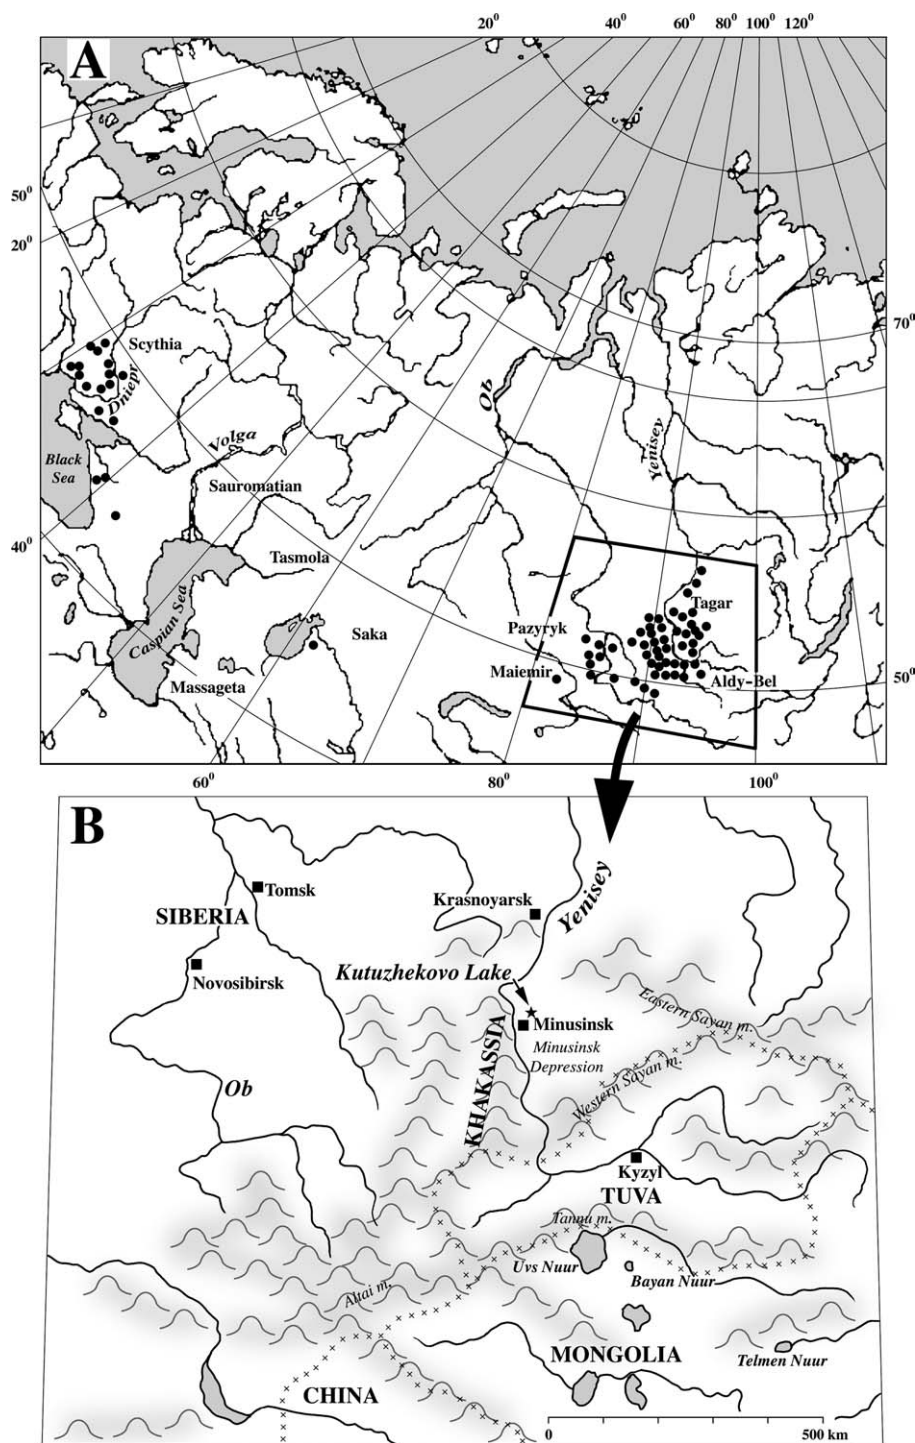 20⁰ 40⁰ 60⁰ 80⁰ 100⁰ 120⁰
A
50⁰
20⁰
70⁰
Scythia
Dniepr
Ob
Yenisey
Volga
Black
Sea
Sauromatian
40⁰
Tasmola
Tagar
Caspian Sea
Saka
Pazyryk
Maiemir
Massageta
Aldy-Bel
50⁰
60⁰ 80⁰ 100⁰
B
Tomsk
SIBERIA
Krasnoyarsk
Yenisey
Novosibirsk
Kutuzhekovo Lake
Eastern Sayan m.
Minusinsk
Minusinsk
Depression
KHAKASSIA
Western Sayan m.
Ob
Kyzyl
TUVA
Tannu m.
Uvs Nuur
Bayan Nuur
Altai m.
MONGOLIA
Telmen Nuur
CHINA
0 500 km